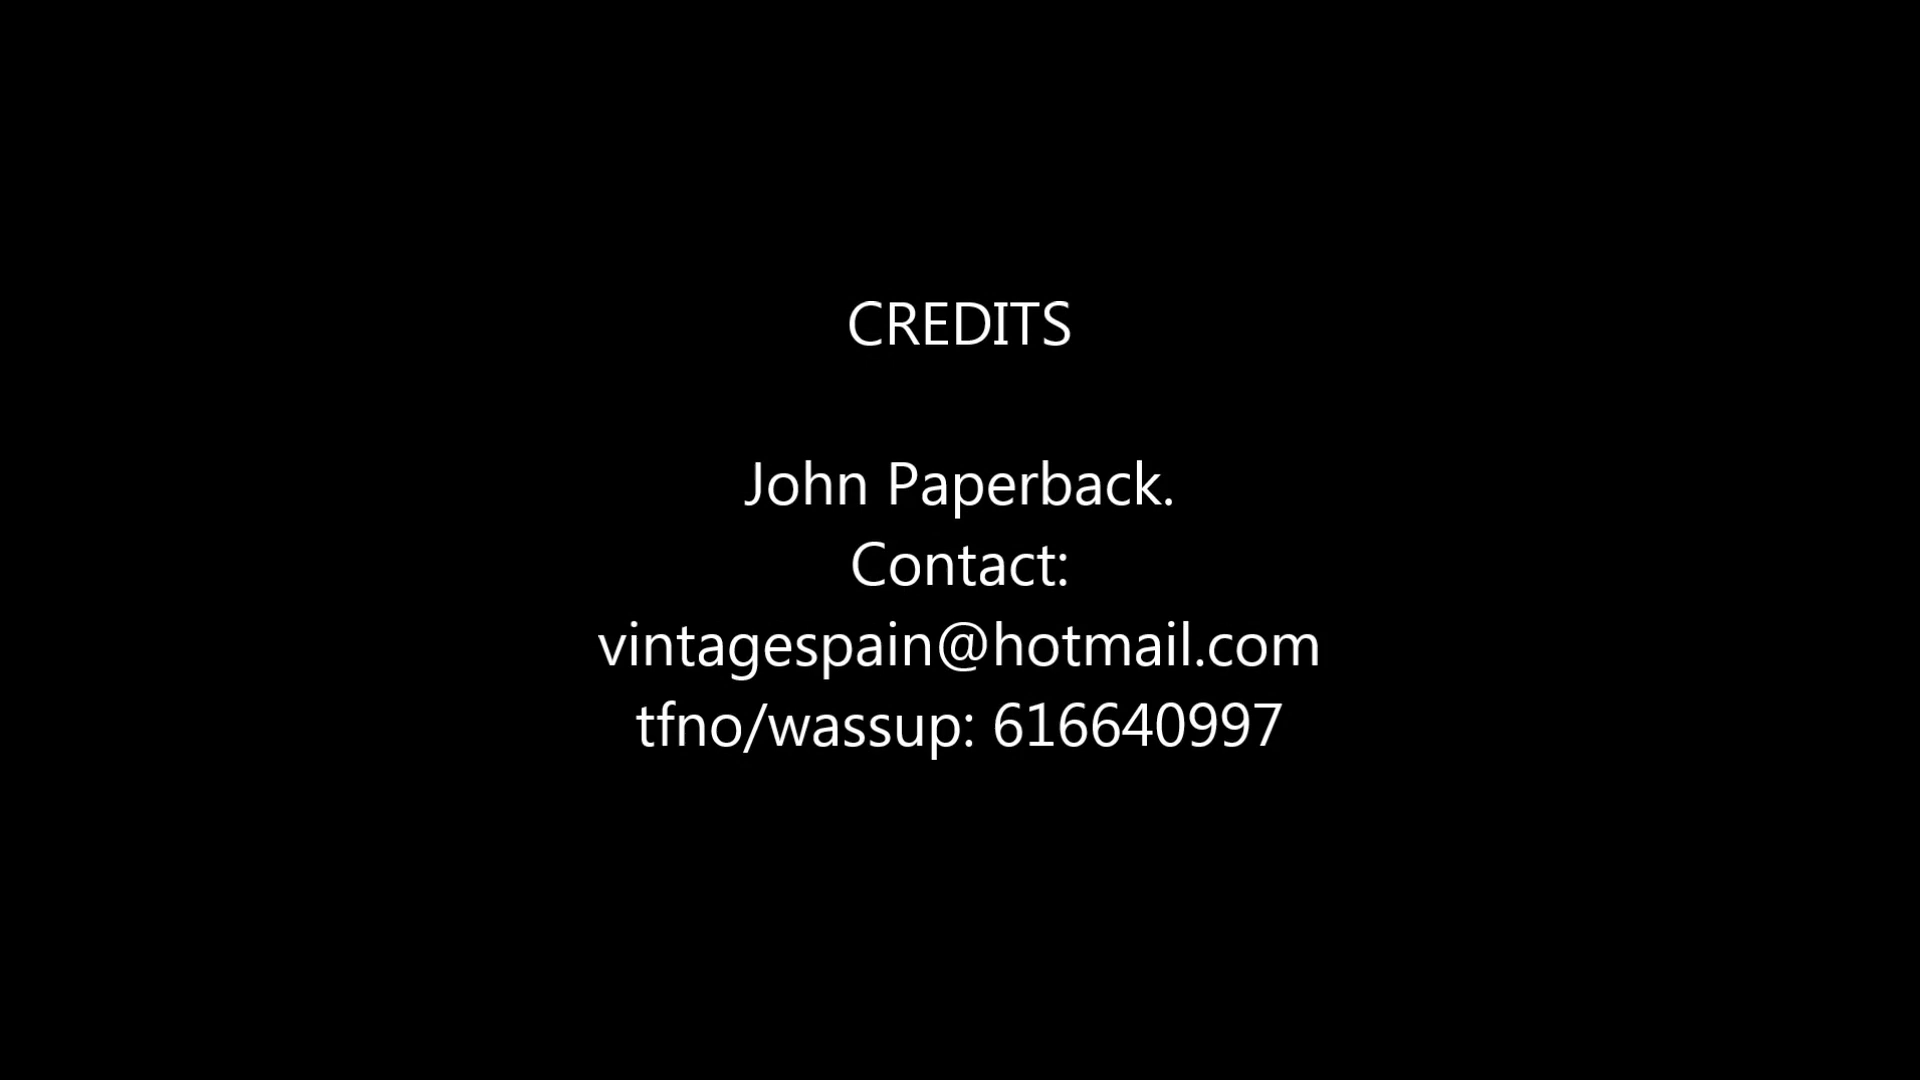 CREDITS
John Paperback.
Contact:
vintagespain@hotmail.com
tfno/wassup: 616640997